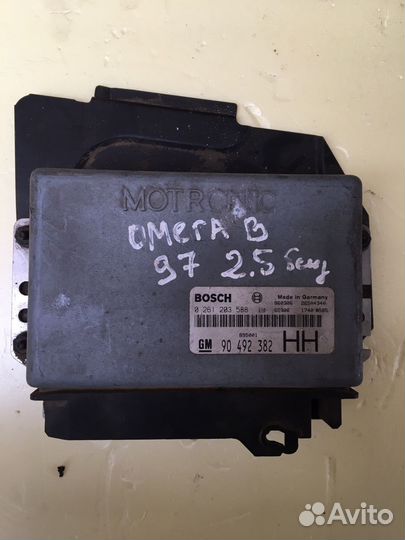 MOTRONIC
омега в
97 2.5 бенз
BOSCH Made in Germany
0 261 203 588
GM 90 492 382 HH
Avito